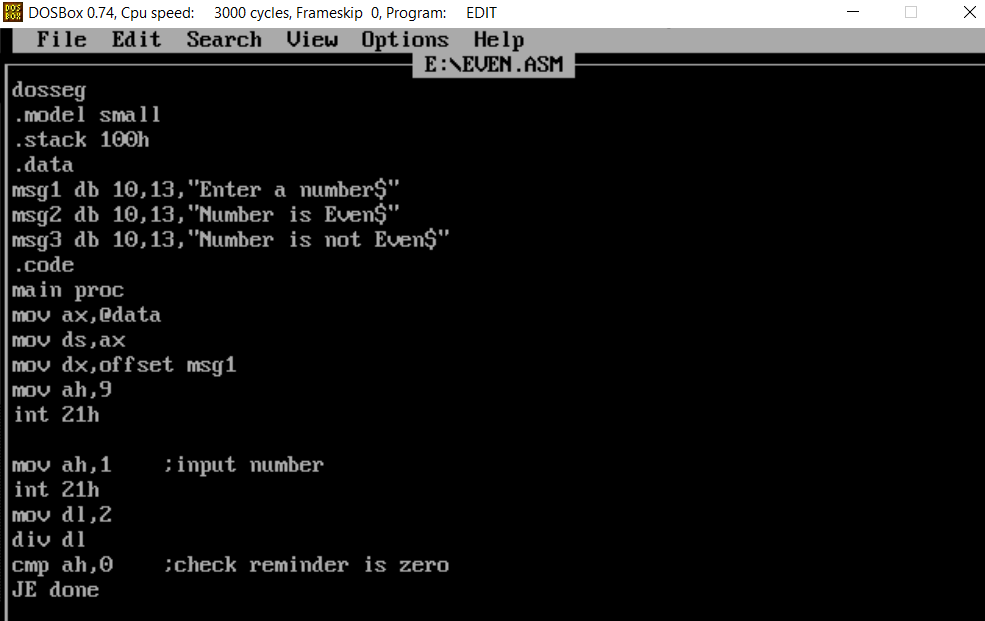 DOSBox 0.74, Cpu speed: 3000 cycles, Frameskip 0, Program: EDIT
File Edit Search View Options Help
E:\EVEN.ASM
dosseg
.model small
.stack 100h
.data
msg1 db 10,13,"Enter a number$"
msg2 db 10,13,"Number is Even$"
msg3 db 10,13,"Number is not Even$"
.code
main proc
mov ax,@data
mov ds,ax
mov dx,offset msg1
mov ah,9
int 21h
mov ah,1 ;input number
int 21h
mov dl,2
div dl
cmp ah,0 ;check reminder is zero
JE done